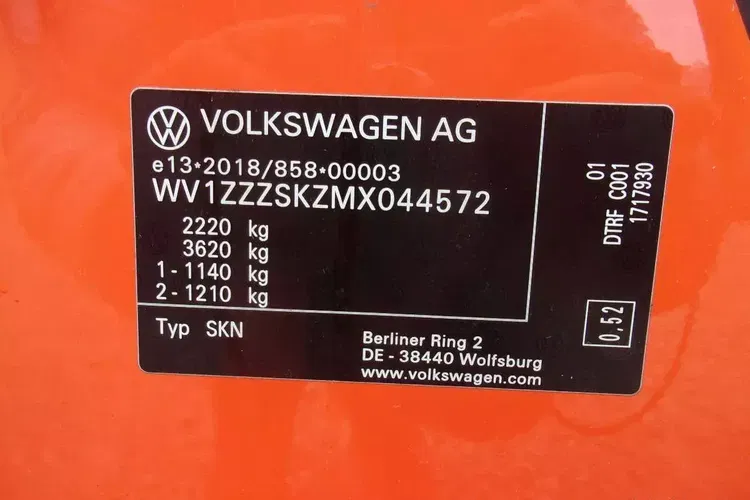 VOLKSWAGEN AG
e13*2018/858*00003
WV1ZZZSKZMX044572
2220 kg
3620 kg
1 - 1140 kg
2 - 1210 kg
Typ SKN
Berliner Ring 2
DE - 38440 Wolfsburg
www.volkswagen.com
01
DTRF C001
1717930
0,52